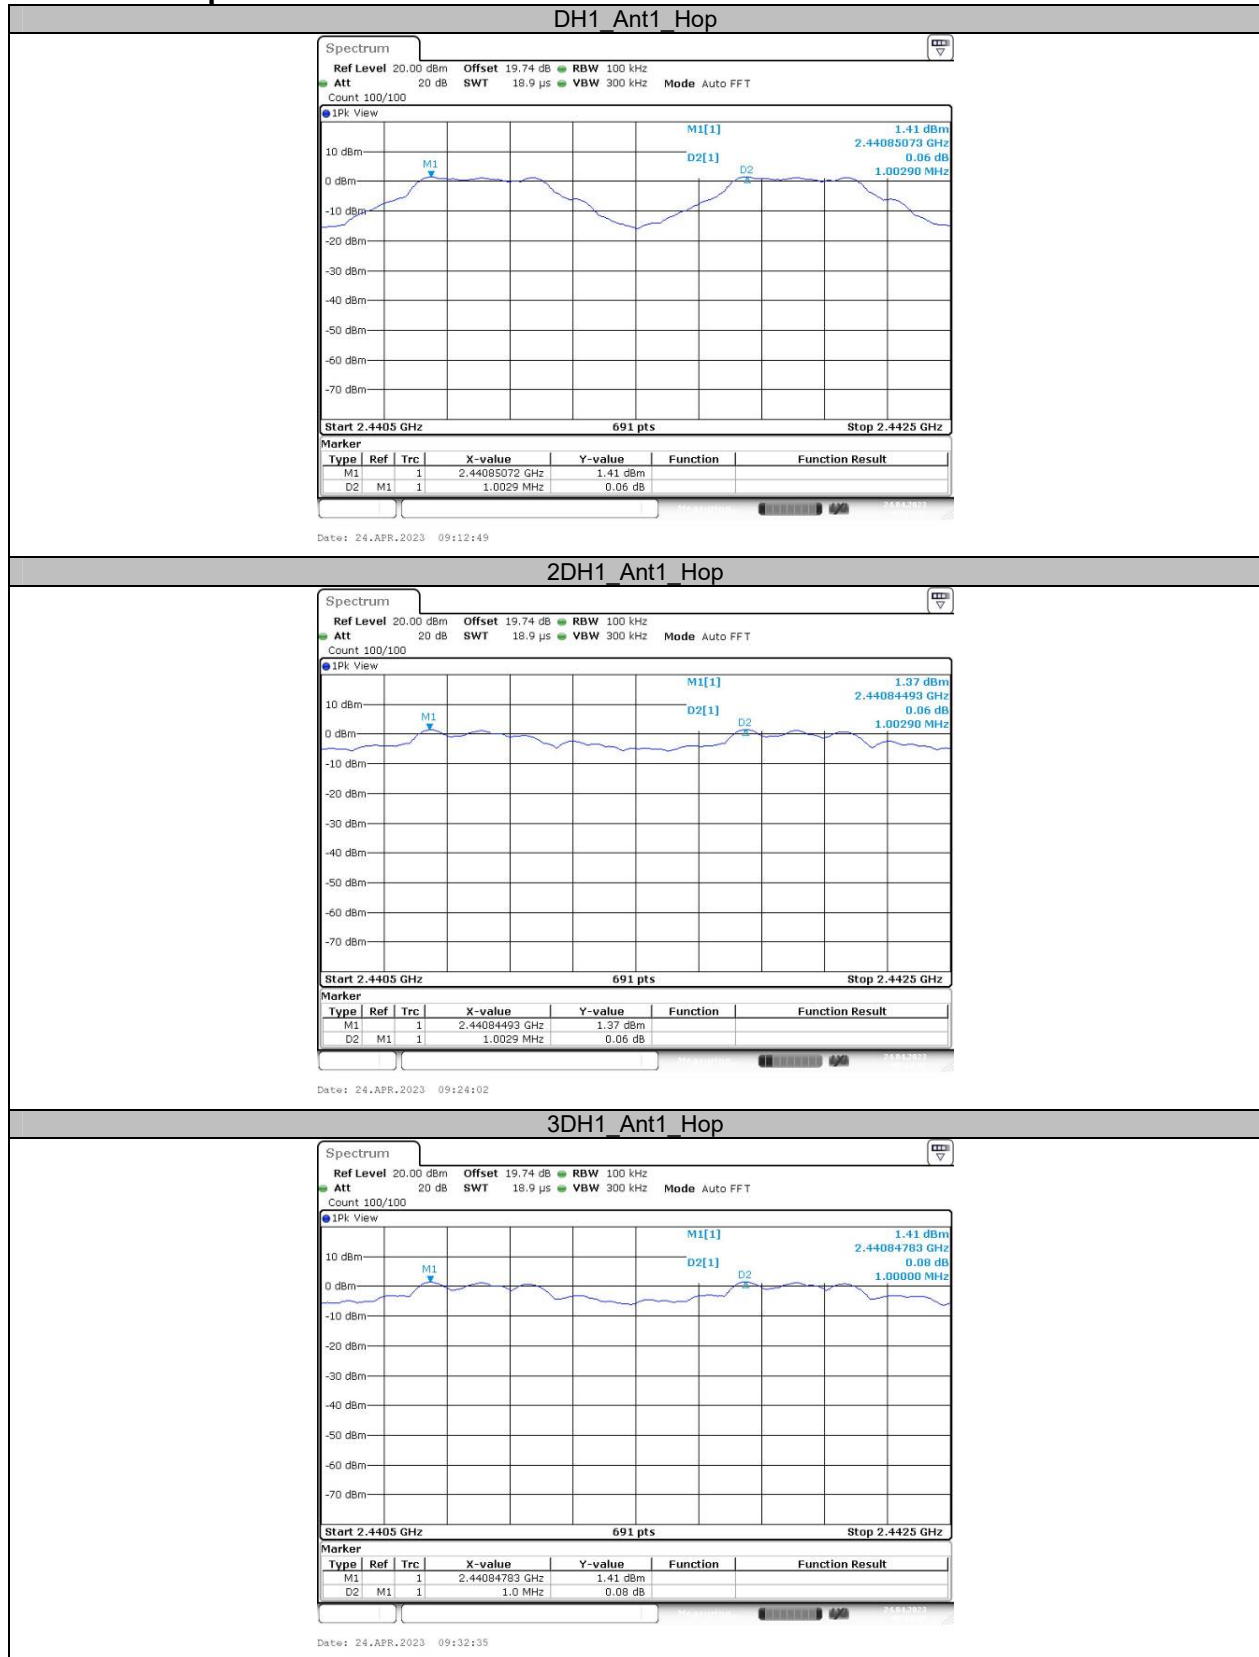 DH1_Ant1_Hop
Spectrum
Ref Level 20.00 dBm Offset 19.74 dB RBW 100 kHz
Att 20 dB SWT 18.9 µs VBW 300 kHz Mode Auto FFT
Count 100/100
1Pk View
M1[1] 1.41 dBm
2.44085073 GHz
D2[1] 0.06 dB
1.00290 MHz
M1
D2
10 dBm
0 dBm
-10 dBm
-20 dBm
-30 dBm
-40 dBm
-50 dBm
-60 dBm
-70 dBm
Start 2.4405 GHz 691 pts Stop 2.4425 GHz
Marker
Type Ref Trc X-value Y-value Function Function Result
M1 1 2.44085072 GHz 1.41 dBm
D2 M1 1 1.0029 MHz 0.06 dB
Date: 24.APR.2023 09:12:49
2DH1_Ant1_Hop
Spectrum
Ref Level 20.00 dBm Offset 19.74 dB RBW 100 kHz
Att 20 dB SWT 18.9 µs VBW 300 kHz Mode Auto FFT
Count 100/100
1Pk View
M1[1] 1.37 dBm
2.44084493 GHz
D2[1] 0.06 dB
1.00290 MHz
M1
D2
10 dBm
0 dBm
-10 dBm
-20 dBm
-30 dBm
-40 dBm
-50 dBm
-60 dBm
-70 dBm
Start 2.4405 GHz 691 pts Stop 2.4425 GHz
Marker
Type Ref Trc X-value Y-value Function Function Result
M1 1 2.44084493 GHz 1.37 dBm
D2 M1 1 1.0029 MHz 0.06 dB
Date: 24.APR.2023 09:24:02
3DH1_Ant1_Hop
Spectrum
Ref Level 20.00 dBm Offset 19.74 dB RBW 100 kHz
Att 20 dB SWT 18.9 µs VBW 300 kHz Mode Auto FFT
Count 100/100
1Pk View
M1[1] 1.41 dBm
2.44084783 GHz
D2[1] 0.08 dB
1.00000 MHz
M1
D2
10 dBm
0 dBm
-10 dBm
-20 dBm
-30 dBm
-40 dBm
-50 dBm
-60 dBm
-70 dBm
Start 2.4405 GHz 691 pts Stop 2.4425 GHz
Marker
Type Ref Trc X-value Y-value Function Function Result
M1 1 2.44084783 GHz 1.41 dBm
D2 M1 1 1.0 MHz 0.08 dB
Date: 24.APR.2023 09:32:35